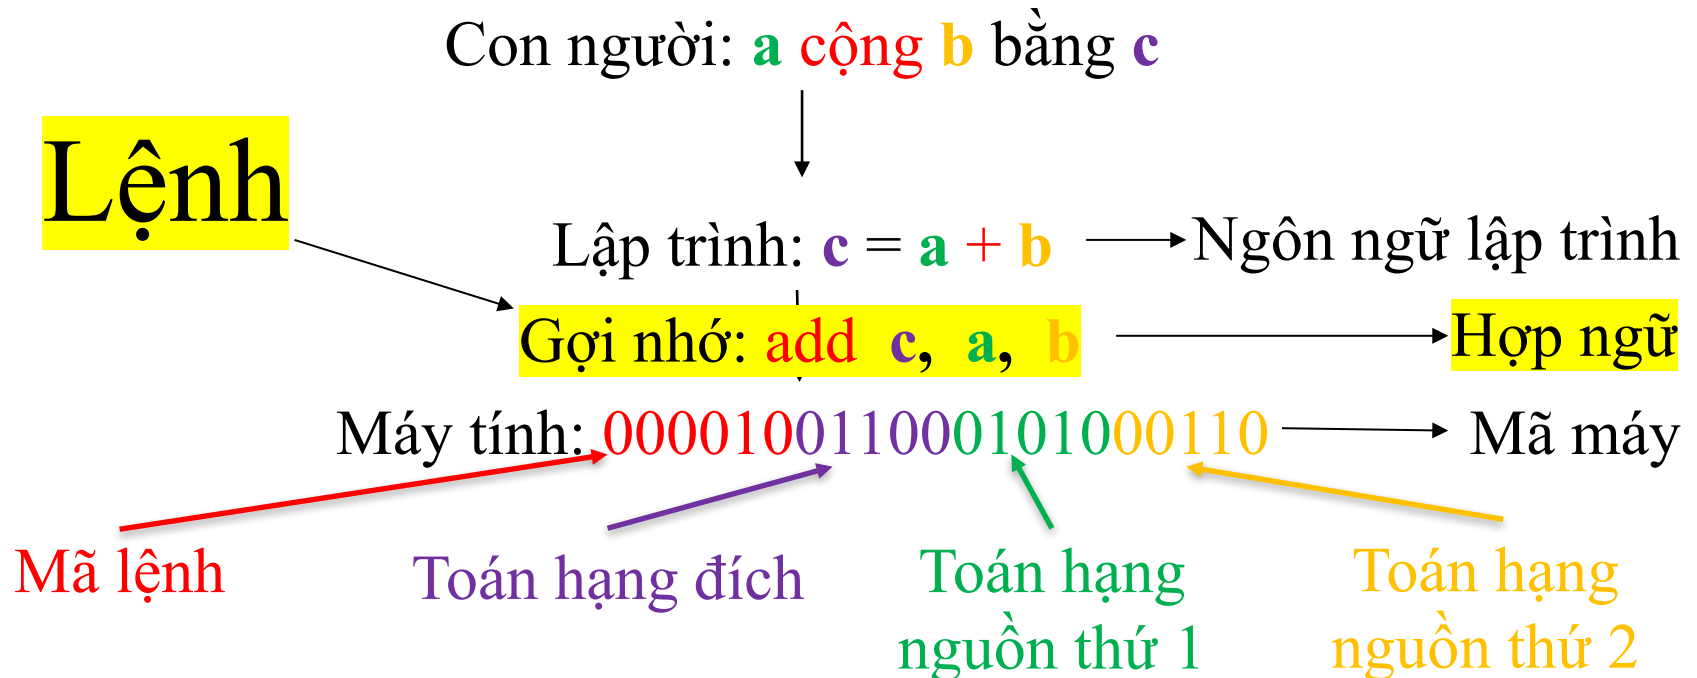 Con người: a cộng b bằng c
Lệnh
Lập trình: c = a + b
Ngôn ngữ lập trình
Gợi nhớ: add c, a, b
Hợp ngữ
Máy tính: 000010011000101000110
Mã máy
Mã lệnh
Toán hạng đích
Toán hạng
nguồn thứ 1
Toán hạng
nguồn thứ 2